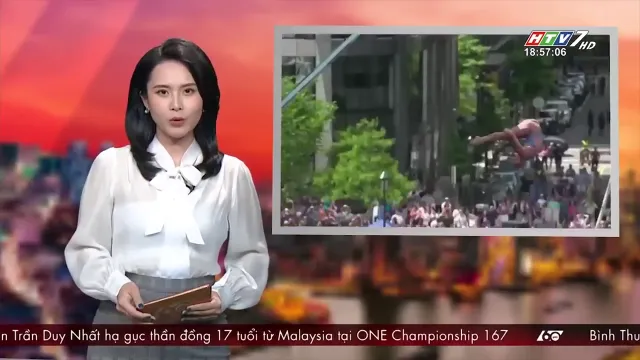 HTV7 HD
18:57:06
n Trần Duy Nhất hạ gục thần đồng 17 tuổi từ Malaysia tại ONE Championship 167
60s
Bình Thu